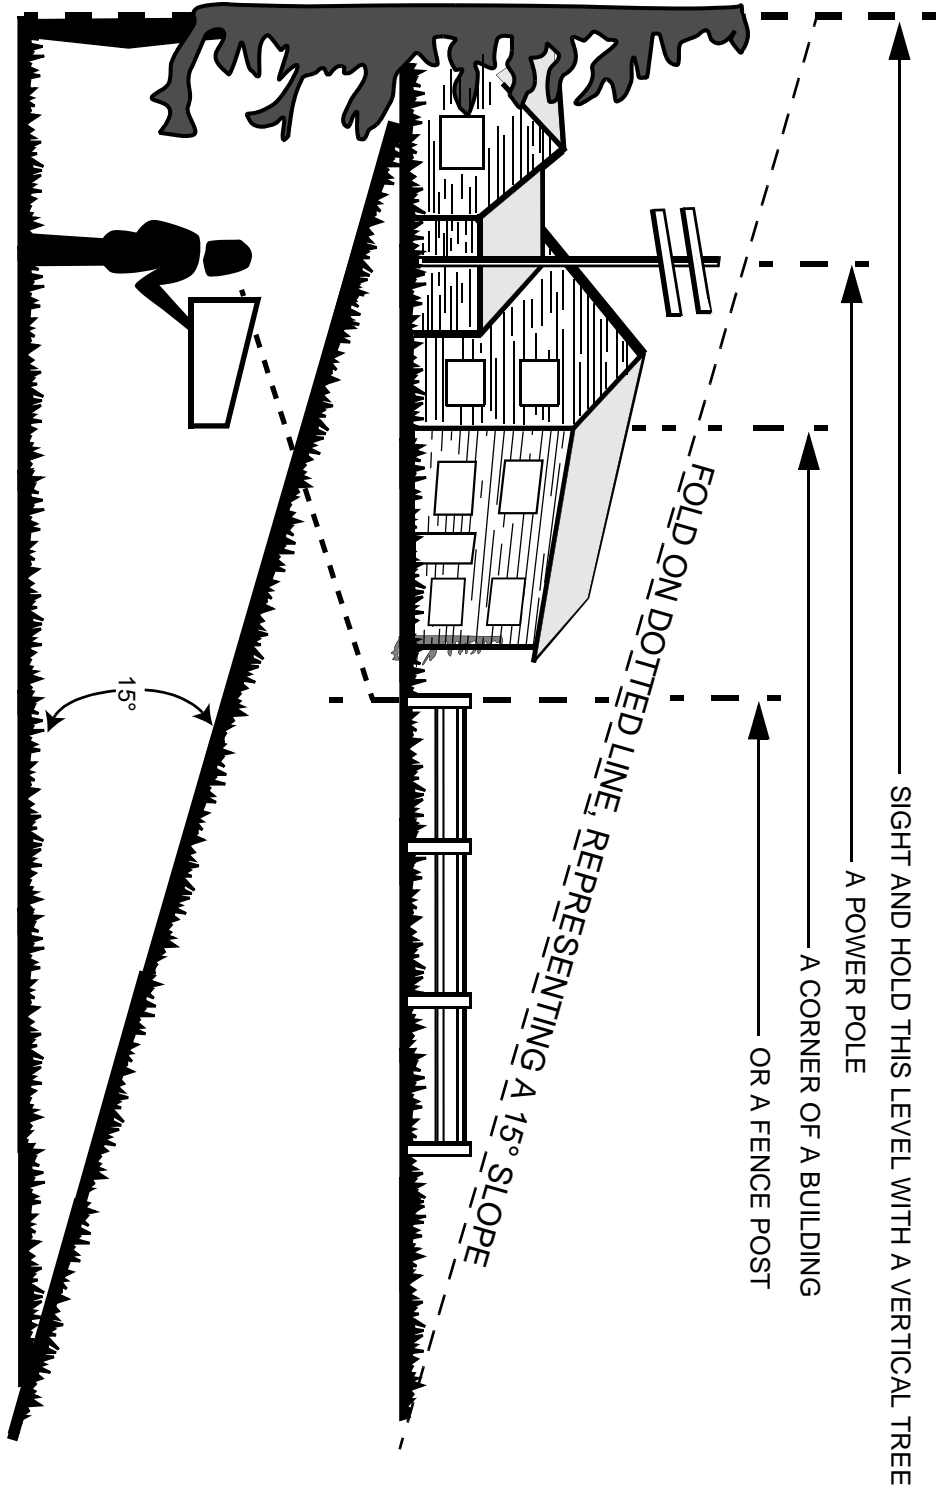 SIGHT AND HOLD THIS LEVEL WITH A VERTICAL TREE
A POWER POLE
A CORNER OF A BUILDING
OR A FENCE POST
FOLD ON DOTTED LINE, REPRESENTING A 15° SLOPE
15°